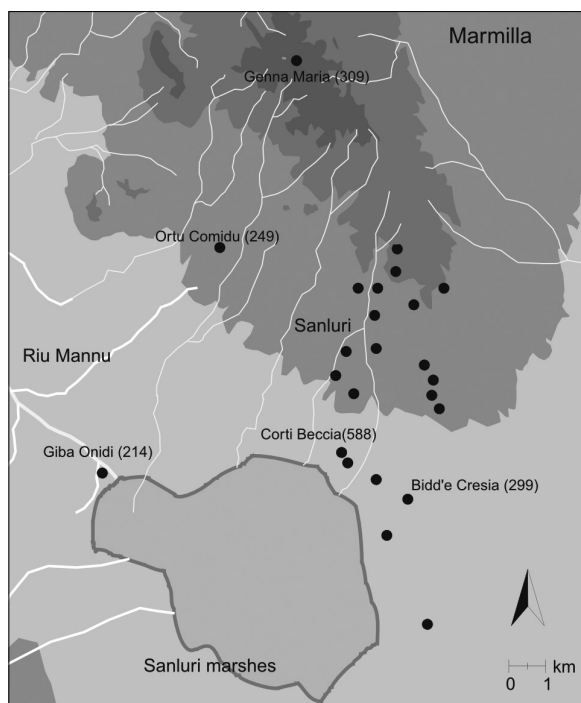 Marmilla
Genna Maria (309)
Ortu Comidu (249)
Sanluri
Riu Mannu
Corti Beccia(588)
Giba Onidi (214)
Bidd'e Cresia (299)
Sanluri marshes
km
0 1